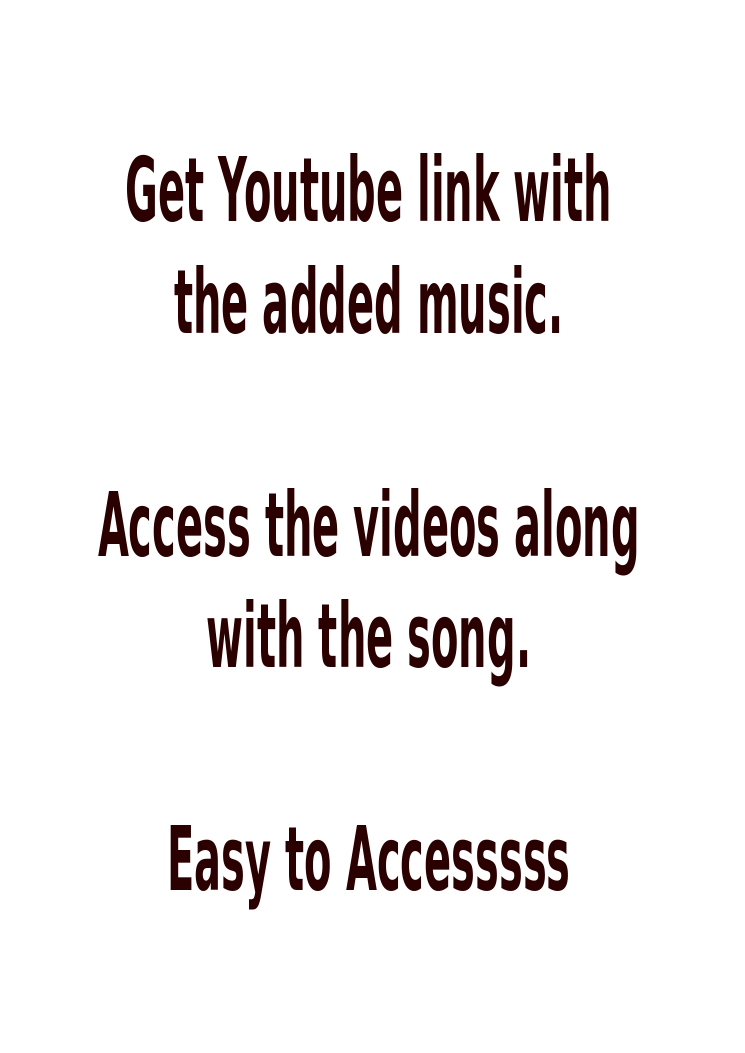 Get Youtube link with
the added music.
Access the videos along
with the song.
Easy to Accesssss